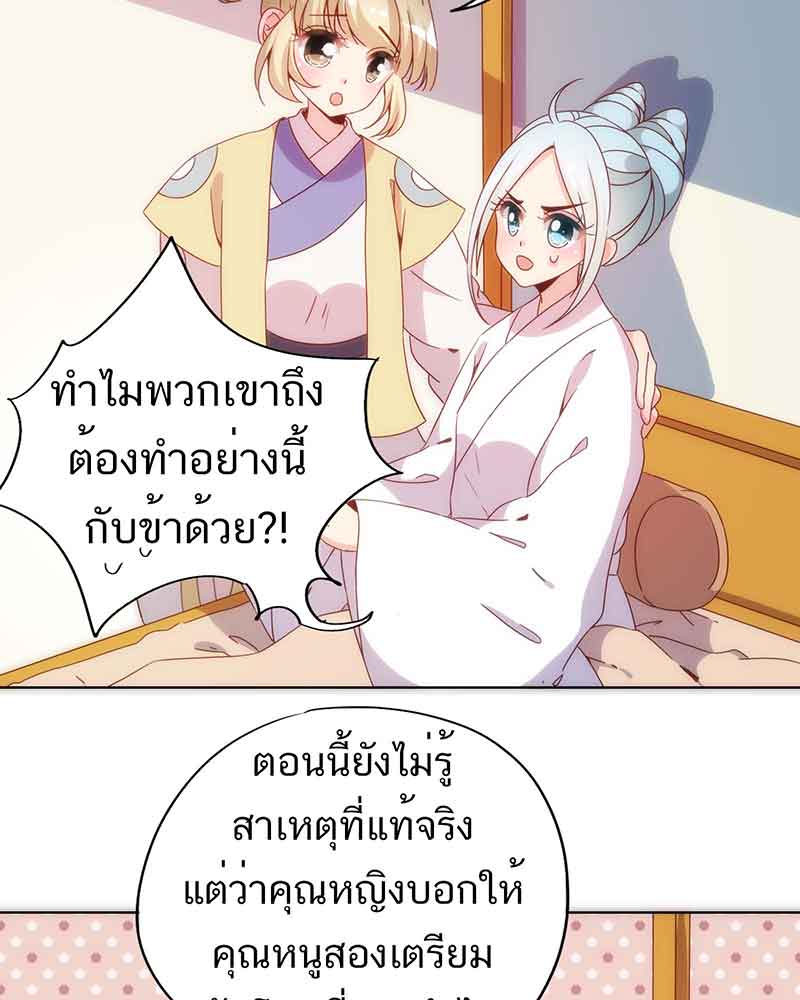 ทำไมพวกเขาถึง
ต้องทำอย่างนี้
กับข้าด้วย?!
ตอนนี้ยังไม่รู้
สาเหตุที่แท้จริง
แต่ว่าคุณหญิงบอกให้
คุณหนูสองเตรียม